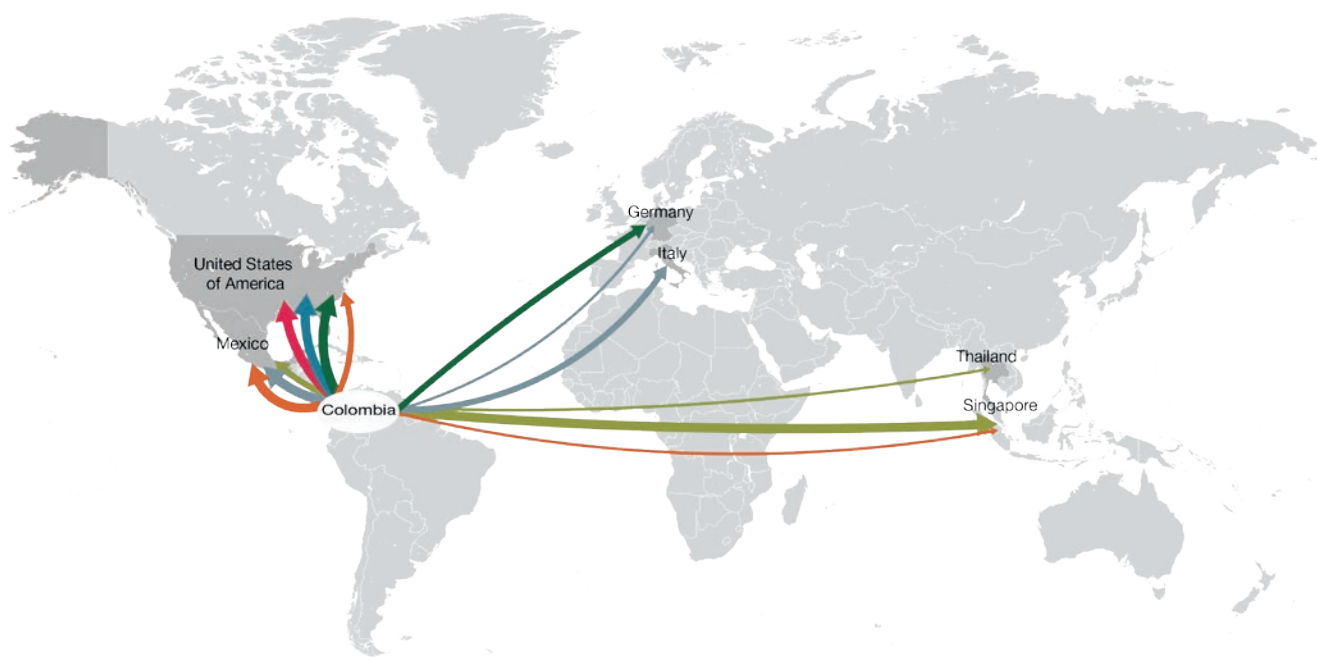 Germany
Italy
United States
of America
Mexico
Thailand
Singapore
Colombia